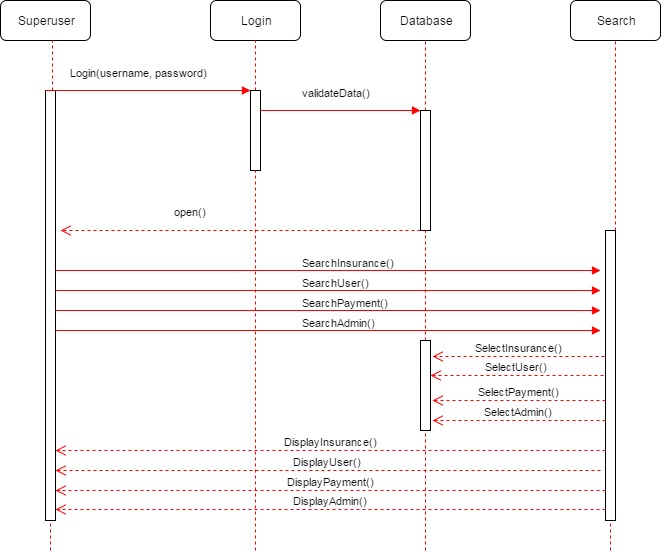 Superuser
Login
Database
Search
Login(username, password)
validateData()
open()
SearchInsurance()
SearchUser()
SearchPayment()
SearchAdmin()
SelectInsurance()
SelectUser()
SelectPayment()
SelectAdmin()
DisplayInsurance()
DisplayUser()
DisplayPayment()
DisplayAdmin()